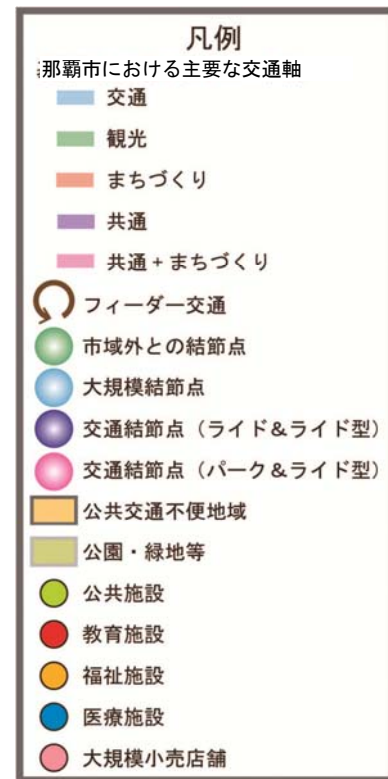 凡例
那覇市における主要な交通軸
交通
観光
まちづくり
共通
共通+まちづくり
フィーダー交通
市域外との結節点
大規模結節点
交通結節点（ライド&ライド型）
交通結節点（パーク&ライド型）
公共交通不便地域
公園・緑地等
公共施設
教育施設
福祉施設
医療施設
大規模小売店舗